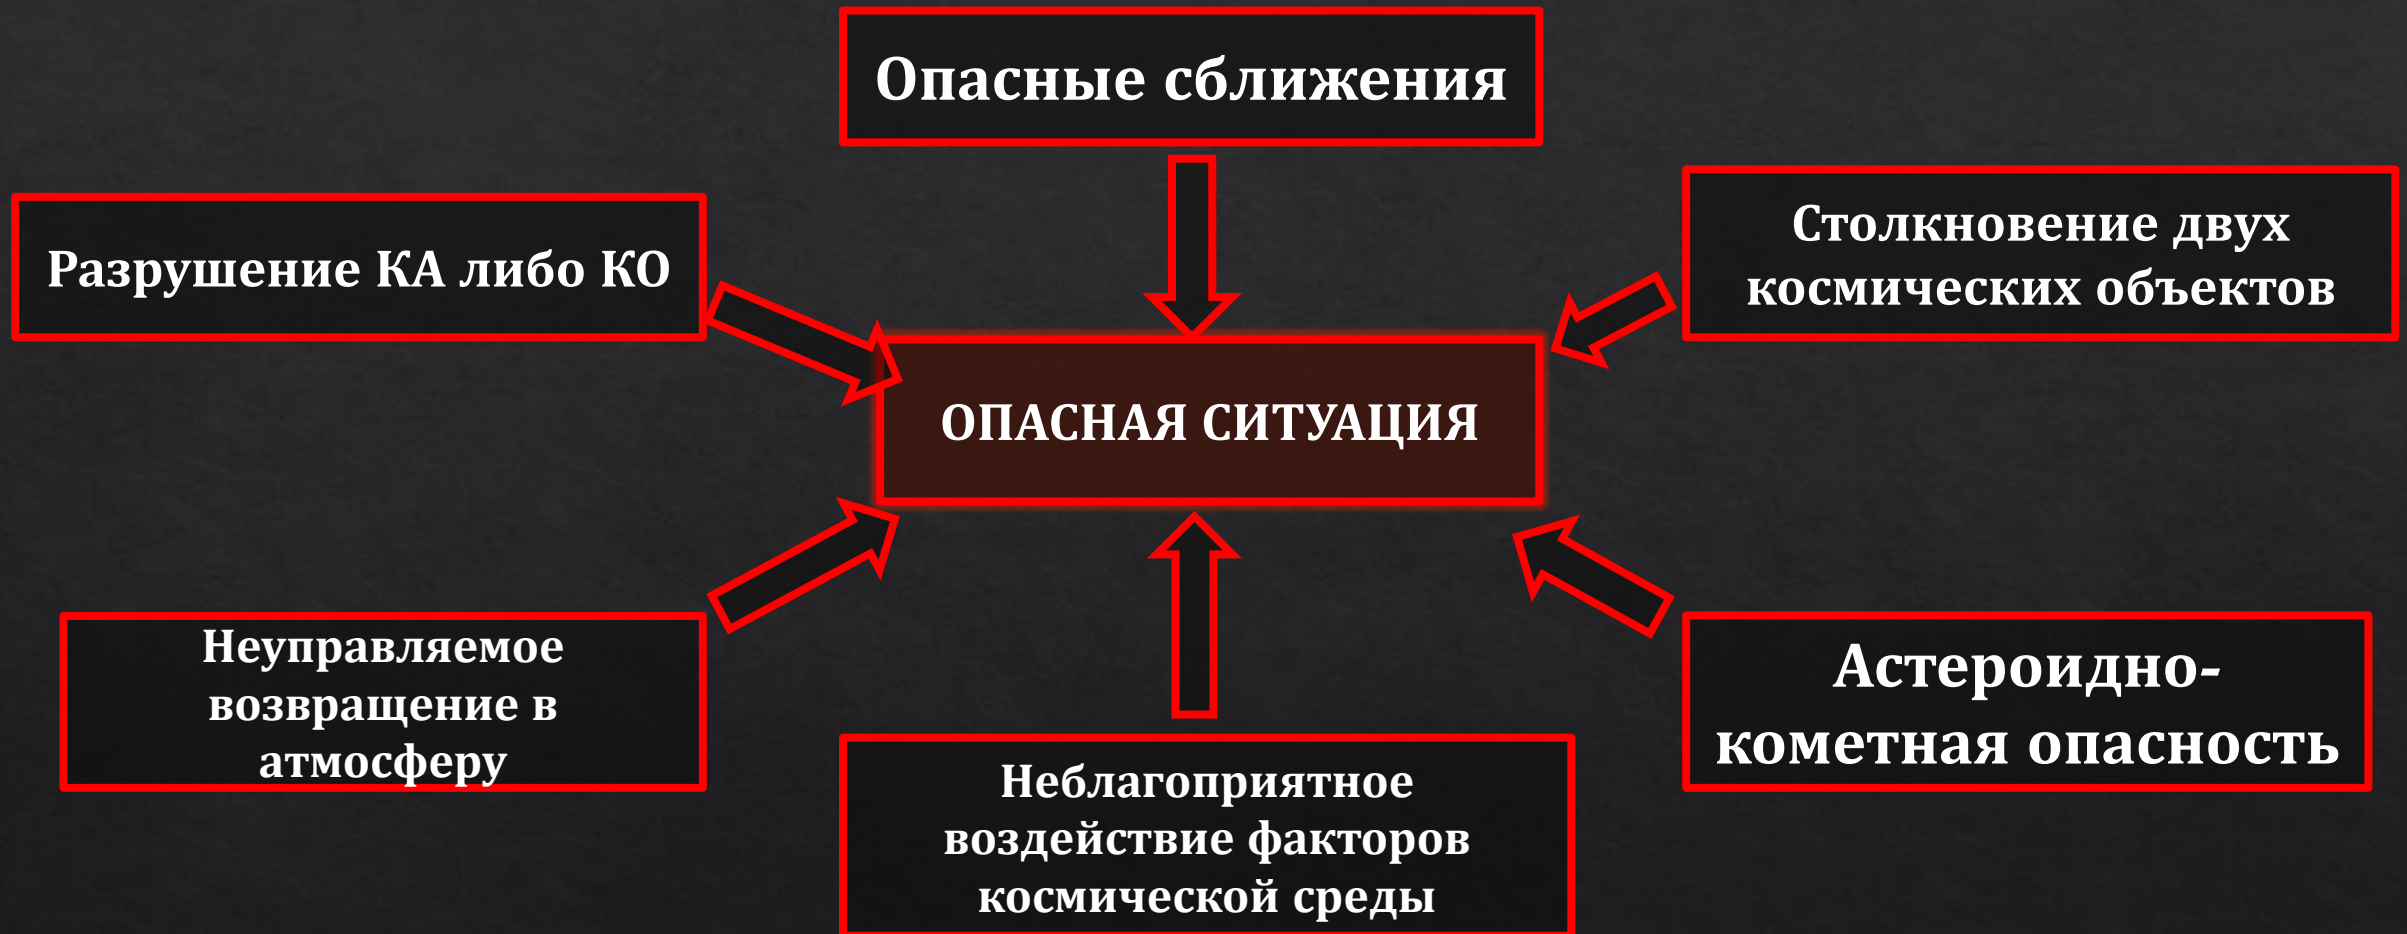 Опасные сближения
Разрушение КА либо КО
Столкновение двух
космических объектов
ОПАСНАЯ СИТУАЦИЯ
Неуправляемое
возвращение в
атмосферу
Неблагоприятное
воздействие факторов
космической среды
Астероидно-
кометная опасность